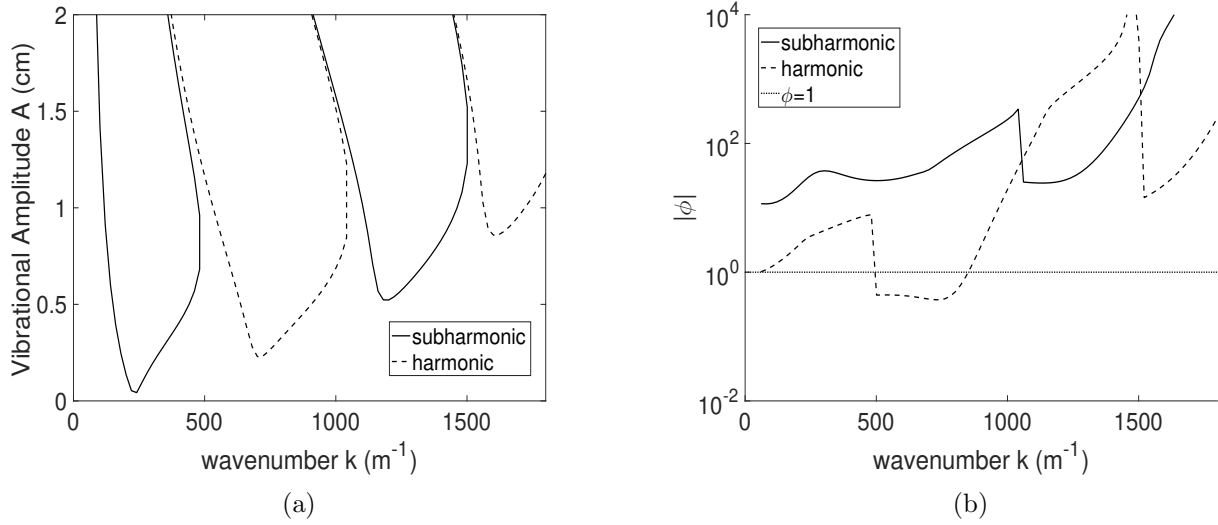 2
1.5
1
0.5
0
0
500
1000
1500
Vibrational Amplitude A (cm)
wavenumber k (m⁻¹)
subharmonic
harmonic
(a)
10⁴
10²
10⁰
10⁻²
0
500
1000
1500
|ϕ|
wavenumber k (m⁻¹)
subharmonic
harmonic
ϕ=1
(b)